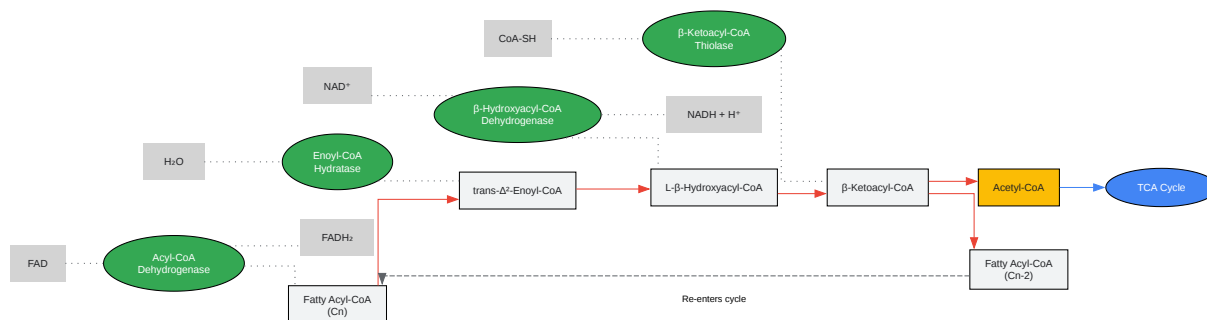 CoA-SH
β-Ketoacyl-CoA
Thiolase
NAD⁺
β-Hydroxyacyl-CoA
Dehydrogenase
NADH + H⁺
H₂O
Enoyl-CoA
Hydratase
trans-Δ²-Enoyl-CoA
L-β-Hydroxyacyl-CoA
β-Ketoacyl-CoA
Acetyl-CoA
TCA Cycle
FAD
Acyl-CoA
Dehydrogenase
FADH₂
Fatty Acyl-CoA
(Cn-2)
Fatty Acyl-CoA
(Cn)
Re-enters cycle